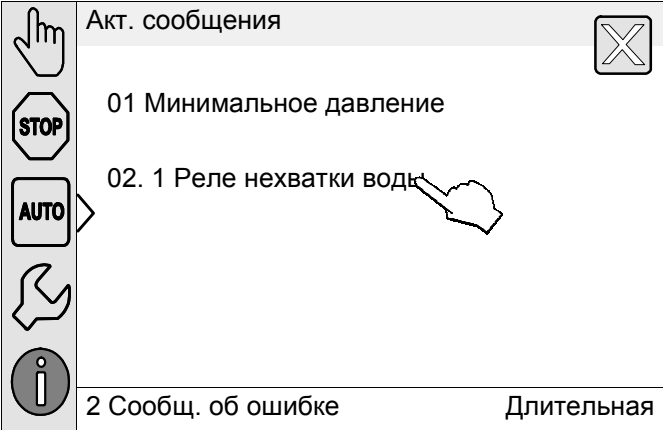 Акт. сообщения
01 Минимальное давление
STOP
02. 1 Реле нехватки воды
AUTO
2 Сообщ. об ошибке Длительная